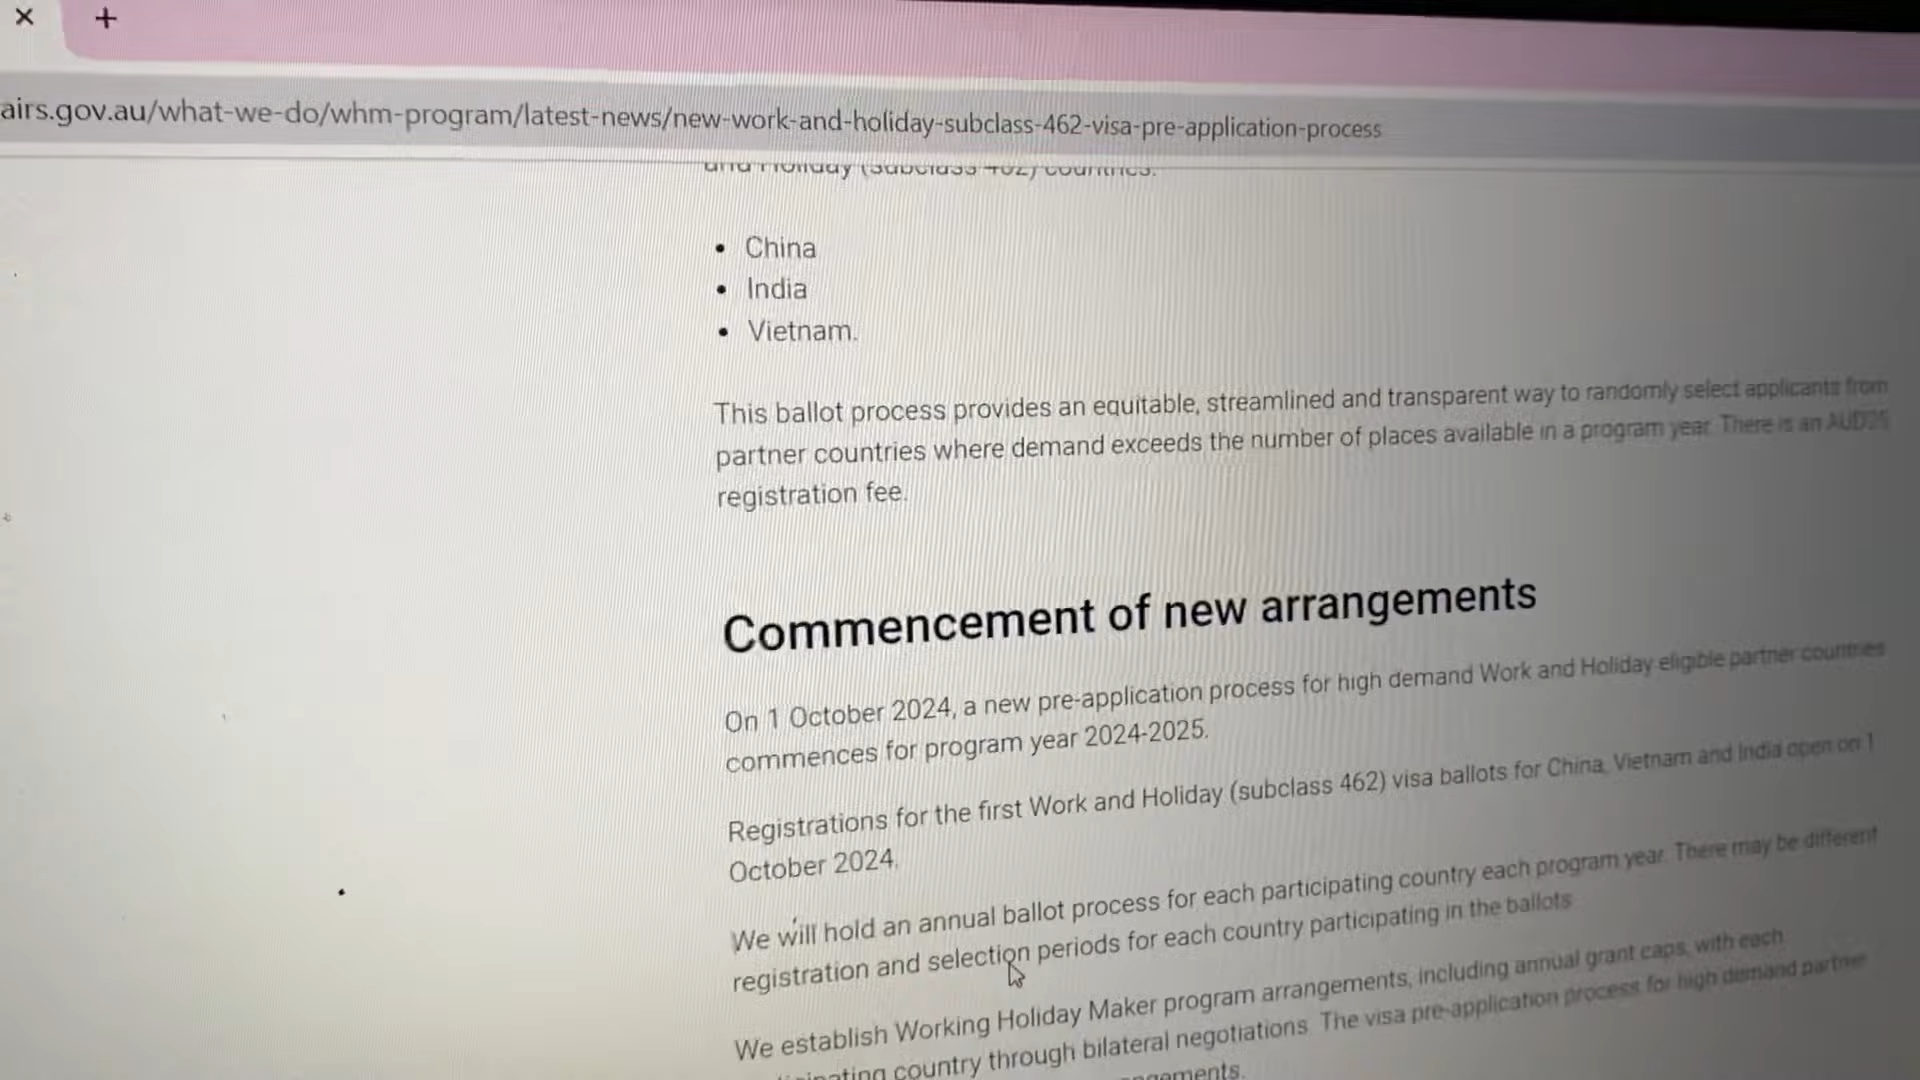 airs.gov.au/what-we-do/whm-program/latest-news/new-work-and-holiday-subclass-462-visa-pre-application-process
and Holiday (subclass 462) countries.
• China
• India
• Vietnam.
This ballot process provides an equitable, streamlined and transparent way to randomly select applicants from
partner countries where demand exceeds the number of places available in a program year. There is an AUD25
registration fee.
Commencement of new arrangements
On 1 October 2024, a new pre-application process for high demand Work and Holiday eligible partner countries
commences for program year 2024-2025.
Registrations for the first Work and Holiday (subclass 462) visa ballots for China, Vietnam and India open on 1
October 2024.
We will hold an annual ballot process for each participating country each program year. There may be different
registration and selection periods for each country participating in the ballots.
We establish Working Holiday Maker program arrangements, including annual grant caps, with each
country through bilateral negotiations. The visa pre-application process for high demand partner